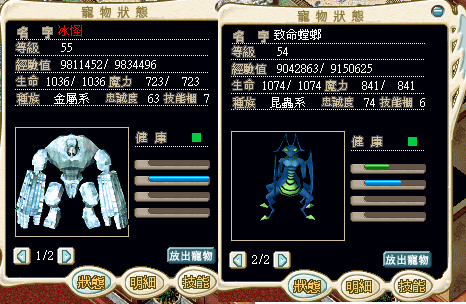 寵物狀態
名字 冰怪
等級 55
經驗值 9811452/ 9834496
生命 1036/ 1036 魔力 723/ 723
種族 金屬系 忠誠度 63 技能欄 7
健康
1/2
放出寵物
狀態 明細 技能
寵物狀態
名字 致命螳螂
等級 54
經驗值 9042863/ 9150625
生命 1074/ 1074 魔力 841/ 841
種族 昆蟲系 忠誠度 74 技能欄 6
健康
2/2
放出寵物
狀態 明細 技能